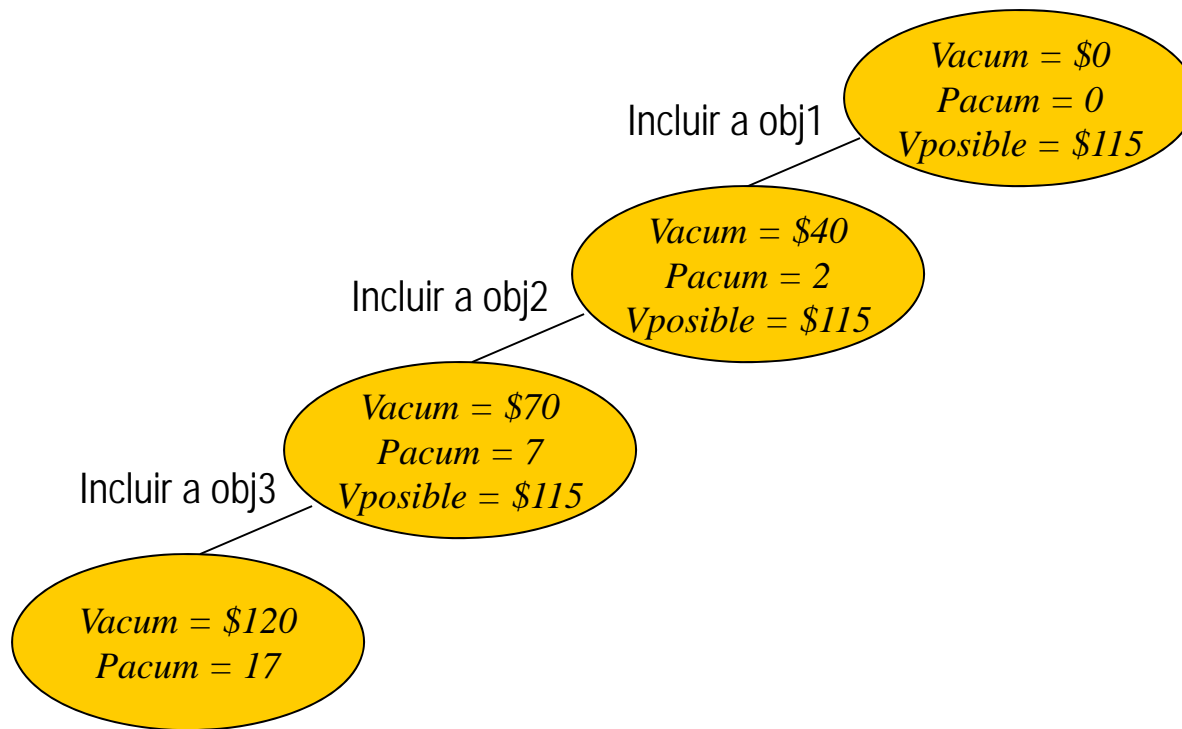 Vacum = $0
Pacum = 0
Vposible = $115
Incluir a obj1
Vacum = $40
Pacum = 2
Vposible = $115
Incluir a obj2
Vacum = $70
Pacum = 7
Vposible = $115
Incluir a obj3
Vacum = $120
Pacum = 17